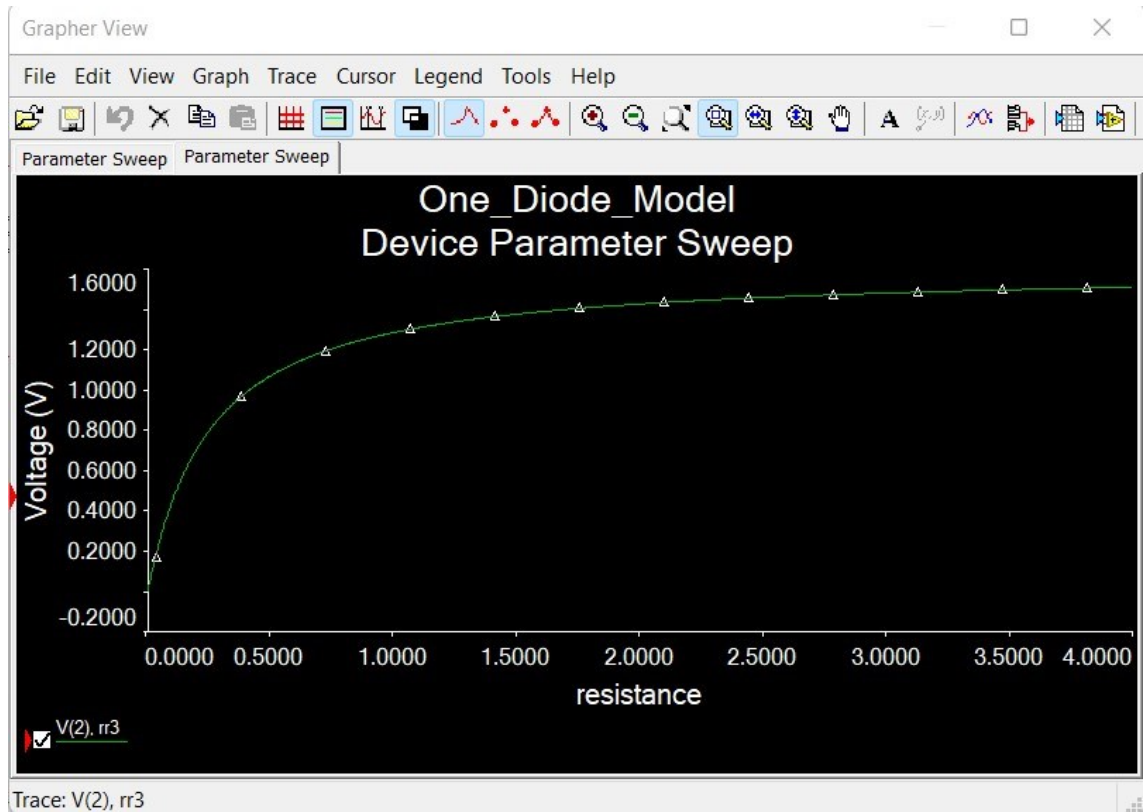 Grapher View
File Edit View Graph Trace Cursor Legend Tools Help
A
Parameter Sweep Parameter Sweep
One_Diode_Model
Device Parameter Sweep
Voltage (V)
1.6000
1.2000
1.0000
0.8000
0.6000
0.4000
0.2000
-0.2000
0.0000 0.5000 1.0000 1.5000 2.0000 2.5000 3.0000 3.5000 4.0000
resistance
V(2), rr3
Trace: V(2), rr3